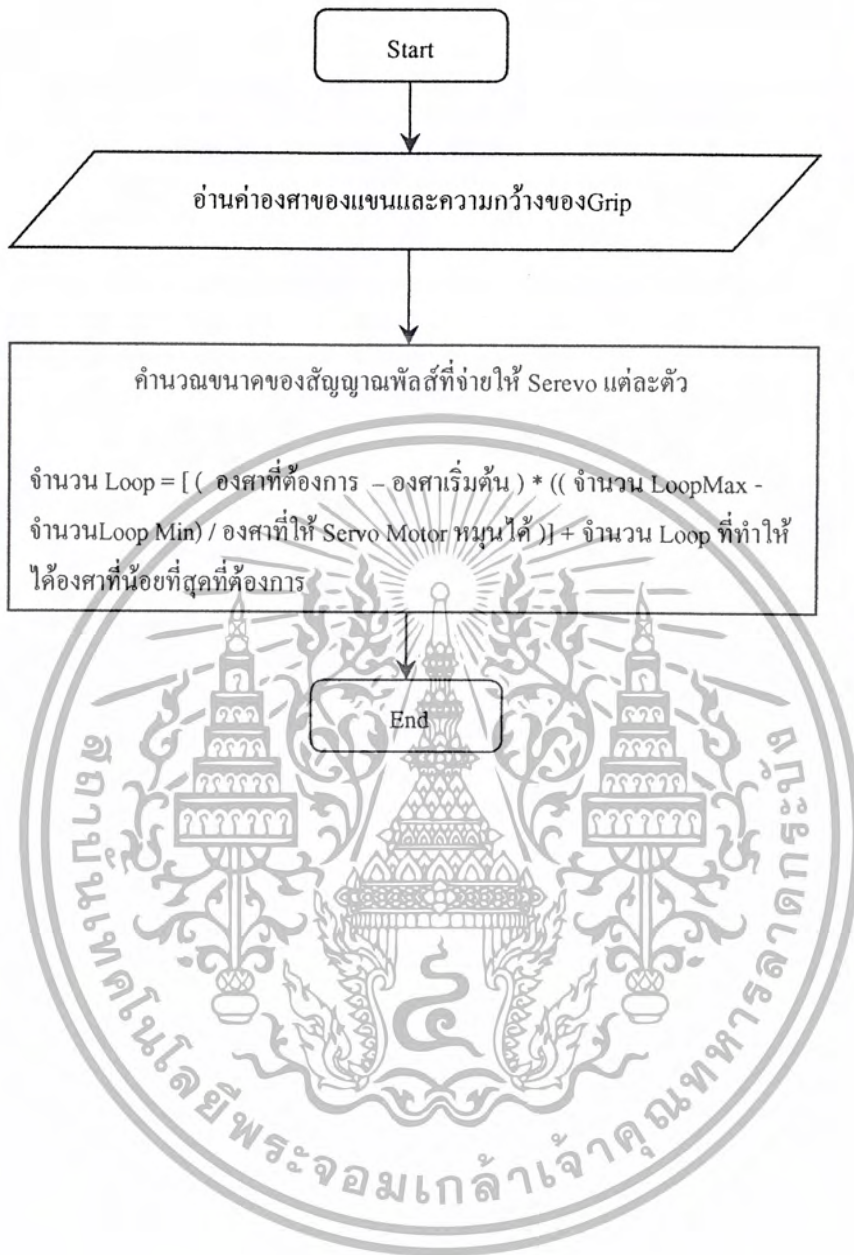 Start
อ่านค่าองศาของแขนและความกว้างของGrip
คำนวณขนาดของสัญญาณพัลส์ที่จ่ายให้ Serevo แต่ละตัว
จำนวน Loop = [ ( องศาที่ต้องการ – องศาเริ่มต้น ) * (( จำนวน LoopMax -
จำนวนLoop Min) / องศาที่ให้ Servo Motor หมุนได้ )] + จำนวน Loop ที่ทำให้
ได้องศาที่น้อยที่สุดที่ต้องการ
End
สถาบันเทคโนโลยีพระจอมเกล้าเจ้าคุณทหารลาดกระบัง